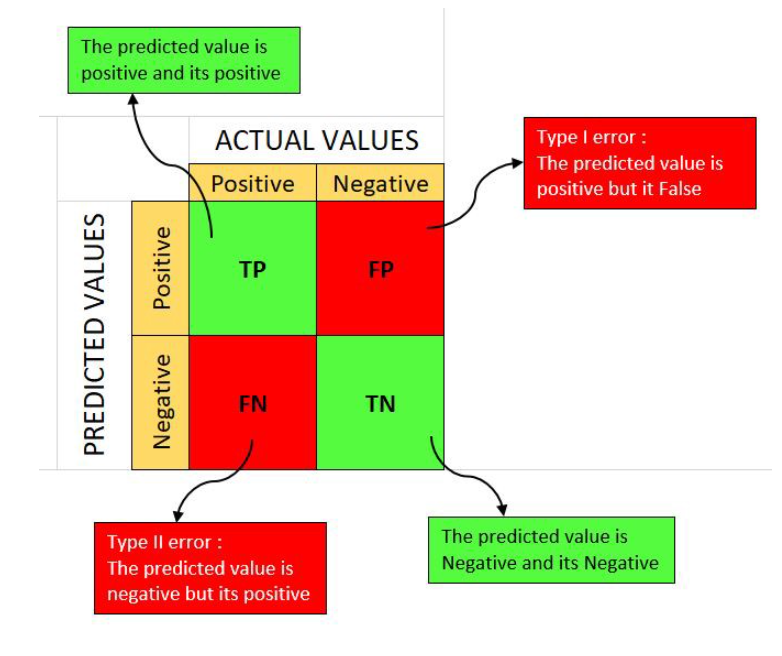 The predicted value is
positive and its positive
ACTUAL VALUES
Type I error :
The predicted value is
positive but it False
Positive
Negative
PREDICTED VALUES
Positive
TP
FP
Negative
FN
TN
Type II error :
The predicted value is
negative but its positive
The predicted value is
Negative and its Negative